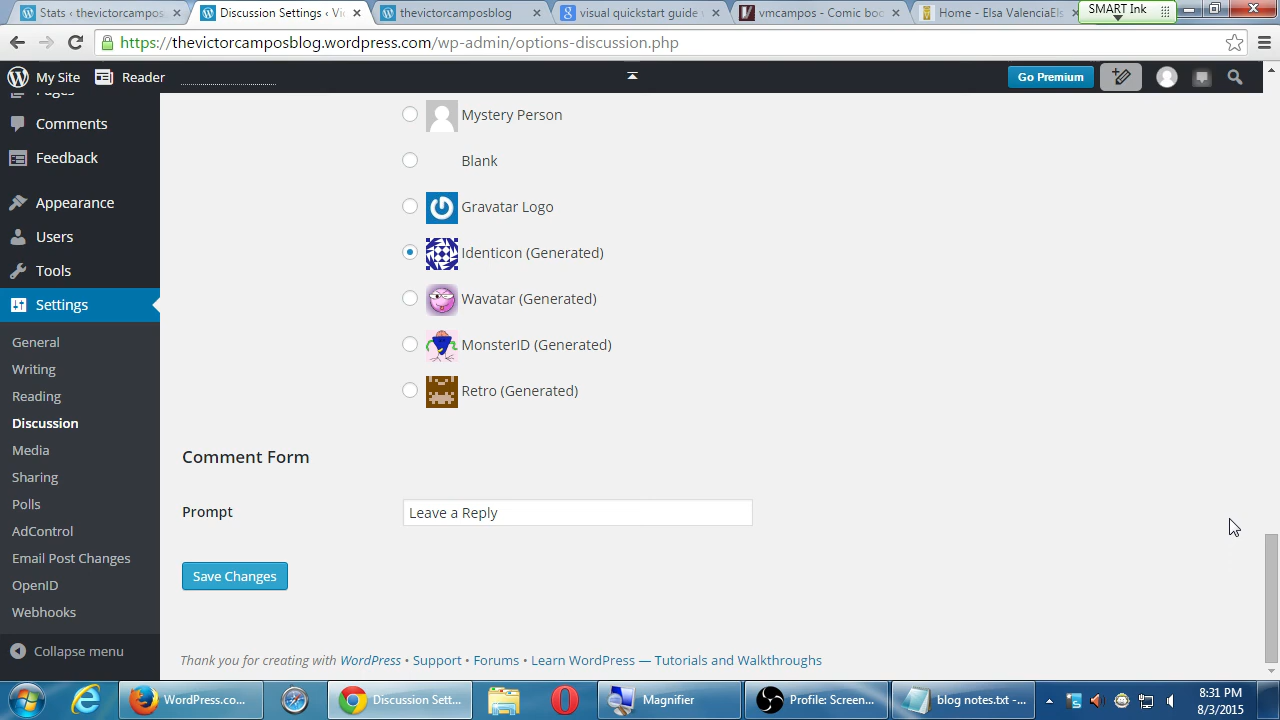 Stats ‹ thevictorcampos
Discussion Settings ‹ Vic
thevictorcamposblog
visual quickstart guide
vmcampos - Comic boo
Home - Elsa ValenciaEls
SMART Ink
https://thevictorcamposblog.wordpress.com/wp-admin/options-discussion.php
My Site
Reader
Go Premium
Pages
Comments
Feedback
Appearance
Users
Tools
Settings
General
Writing
Reading
Discussion
Media
Sharing
Polls
AdControl
Email Post Changes
OpenID
Webhooks
Collapse menu
Mystery Person
Blank
Gravatar Logo
Identicon (Generated)
Wavatar (Generated)
MonsterID (Generated)
Retro (Generated)
Comment Form
Prompt
Leave a Reply
Save Changes
Thank you for creating with WordPress • Support • Forums • Learn WordPress — Tutorials and Walkthroughs
WordPress.co...
Discussion Sett...
Magnifier
Profile: Screen...
blog notes.txt -...
8:31 PM
8/3/2015